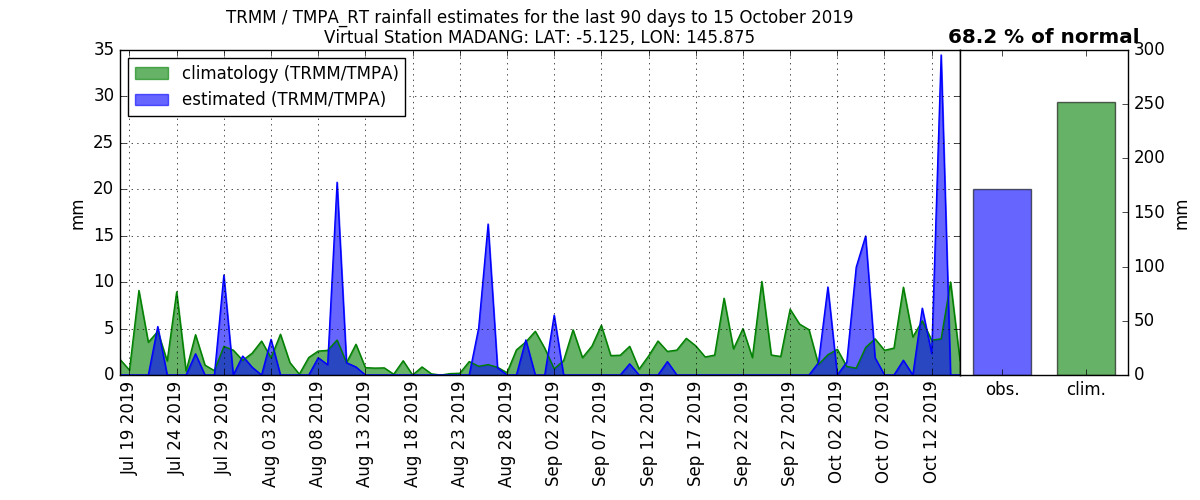 TRMM / TMPA_RT rainfall estimates for the last 90 days to 15 October 2019
Virtual Station MADANG: LAT: -5.125, LON: 145.875
68.2 % of normal
climatology (TRMM/TMPA)
estimated (TRMM/TMPA)
mm
35
30
25
20
15
10
5
0
Jul 19 2019
Jul 24 2019
Jul 29 2019
Aug 03 2019
Aug 08 2019
Aug 13 2019
Aug 18 2019
Aug 23 2019
Aug 28 2019
Sep 02 2019
Sep 07 2019
Sep 12 2019
Sep 17 2019
Sep 22 2019
Sep 27 2019
Oct 02 2019
Oct 07 2019
Oct 12 2019
300
250
200
150
100
50
0
mm
obs.
clim.